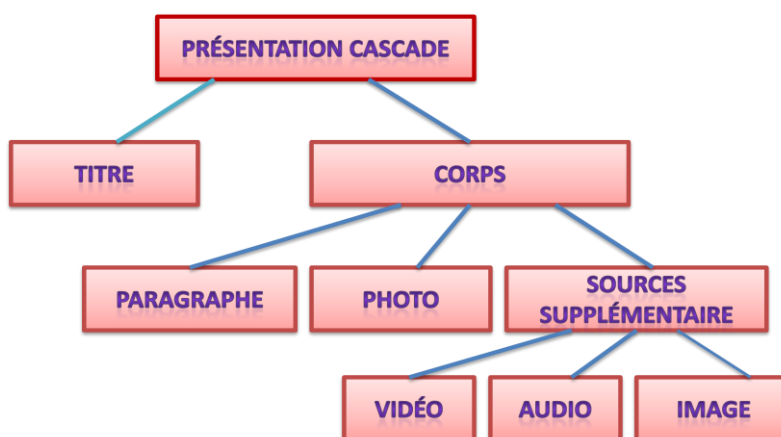 PRÉSENTATION CASCADE
TITRE
CORPS
PARAGRAPHE
PHOTO
SOURCES
SUPPLÉMENTAIRE
VIDÉO
AUDIO
IMAGE